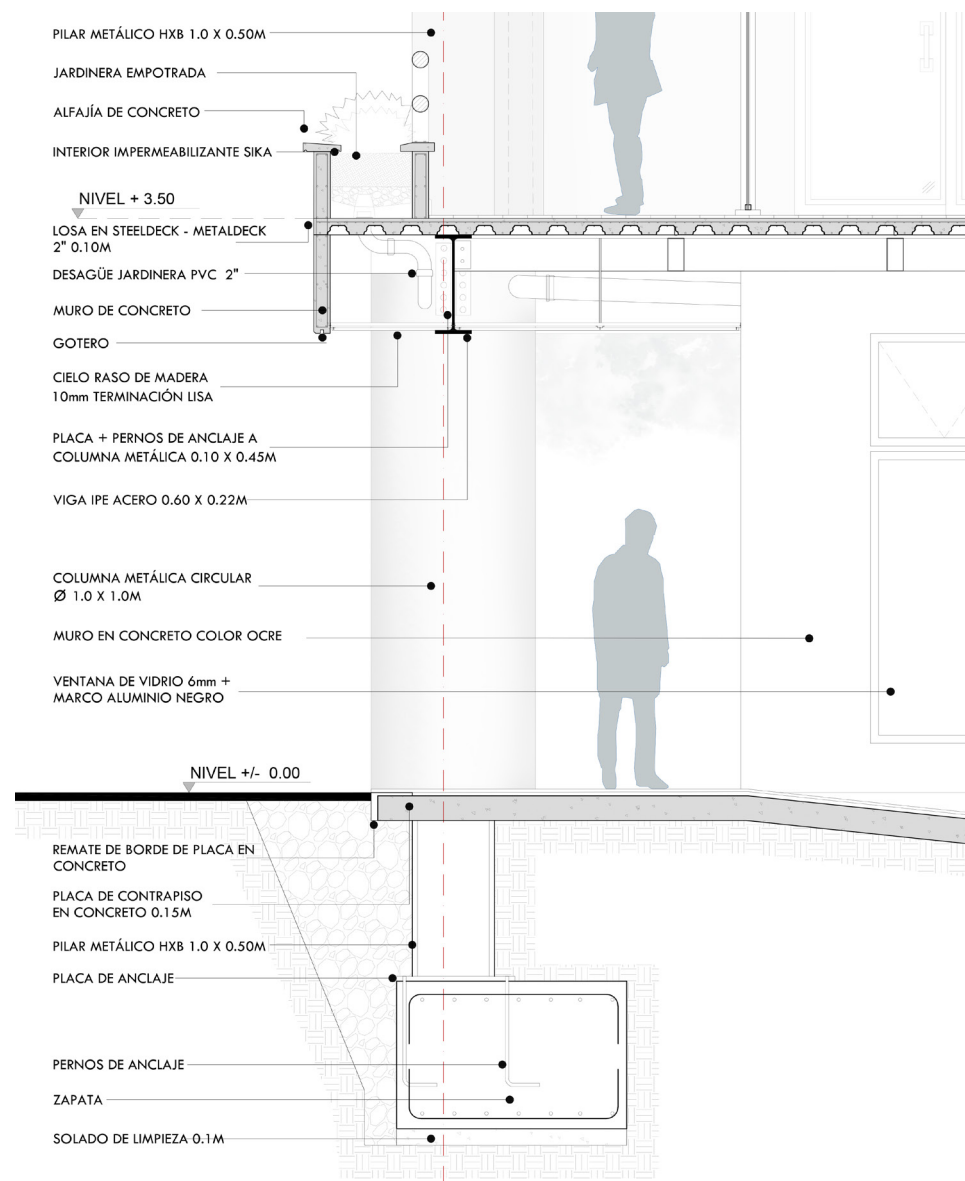 PILAR METÁLICO HXB 1.0 X 0.50M
JARDINERA EMPOTRADA
ALFAJÍA DE CONCRETO
INTERIOR IMPERMEABILIZANTE SIKA
NIVEL + 3.50
LOSA EN STEELDECK - METALDECK
2" 0.10M
DESAGÜE JARDINERA PVC 2"
MURO DE CONCRETO
GOTERO
CIELO RASO DE MADERA
10mm TERMINACIÓN LISA
PLACA + PERNOS DE ANCLAJE A
COLUMNA METÁLICA 0.10 X 0.45M
VIGA IPE ACERO 0.60 X 0.22M
COLUMNA METÁLICA CIRCULAR
Ø 1.0 X 1.0M
MURO EN CONCRETO COLOR OCRE
VENTANA DE VIDRIO 6mm +
MARCO ALUMINIO NEGRO
NIVEL +/- 0.00
REMATE DE BORDE DE PLACA EN
CONCRETO
PLACA DE CONTRAPISO
EN CONCRETO 0.15M
PILAR METÁLICO HXB 1.0 X 0.50M
PLACA DE ANCLAJE
PERNOS DE ANCLAJE
ZAPATA
SOLADO DE LIMPIEZA 0.1M